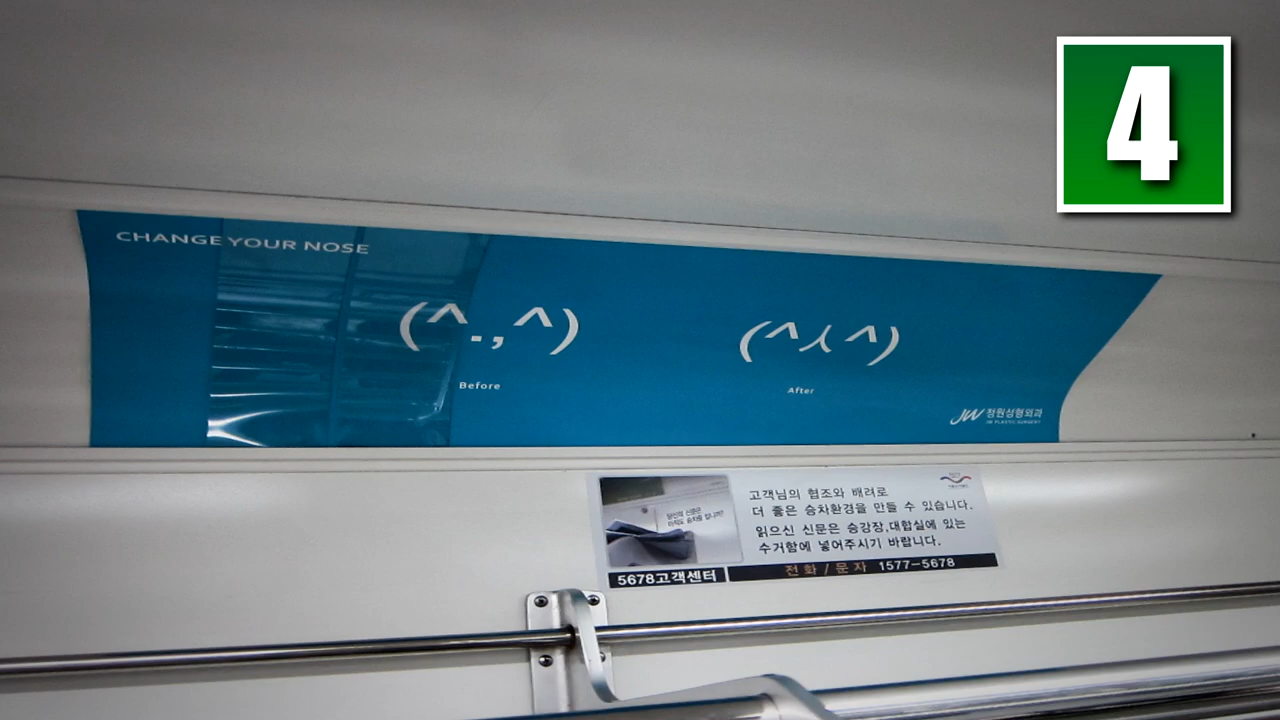 4
CHANGE YOUR NOSE
(^.,^)
(^人^)
Before
After
JW 정원성형외과
JW PLASTIC SURGERY
고객님의 협조와 배려로
더 좋은 승차환경을 만들 수 있습니다.
읽으신 신문은 승강장,대합실에 있는
수거함에 넣어주시기 바랍니다.
5678고객센터
전화 / 문자 1577-5678